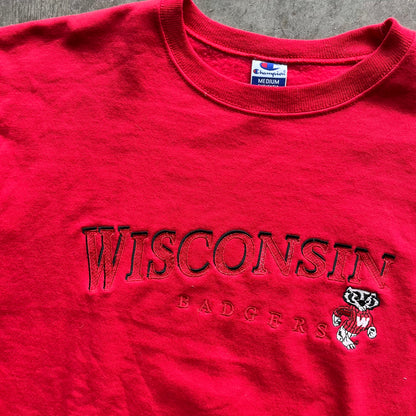 Champion
MEDIUM
WISCONSIN
BADGERS
W